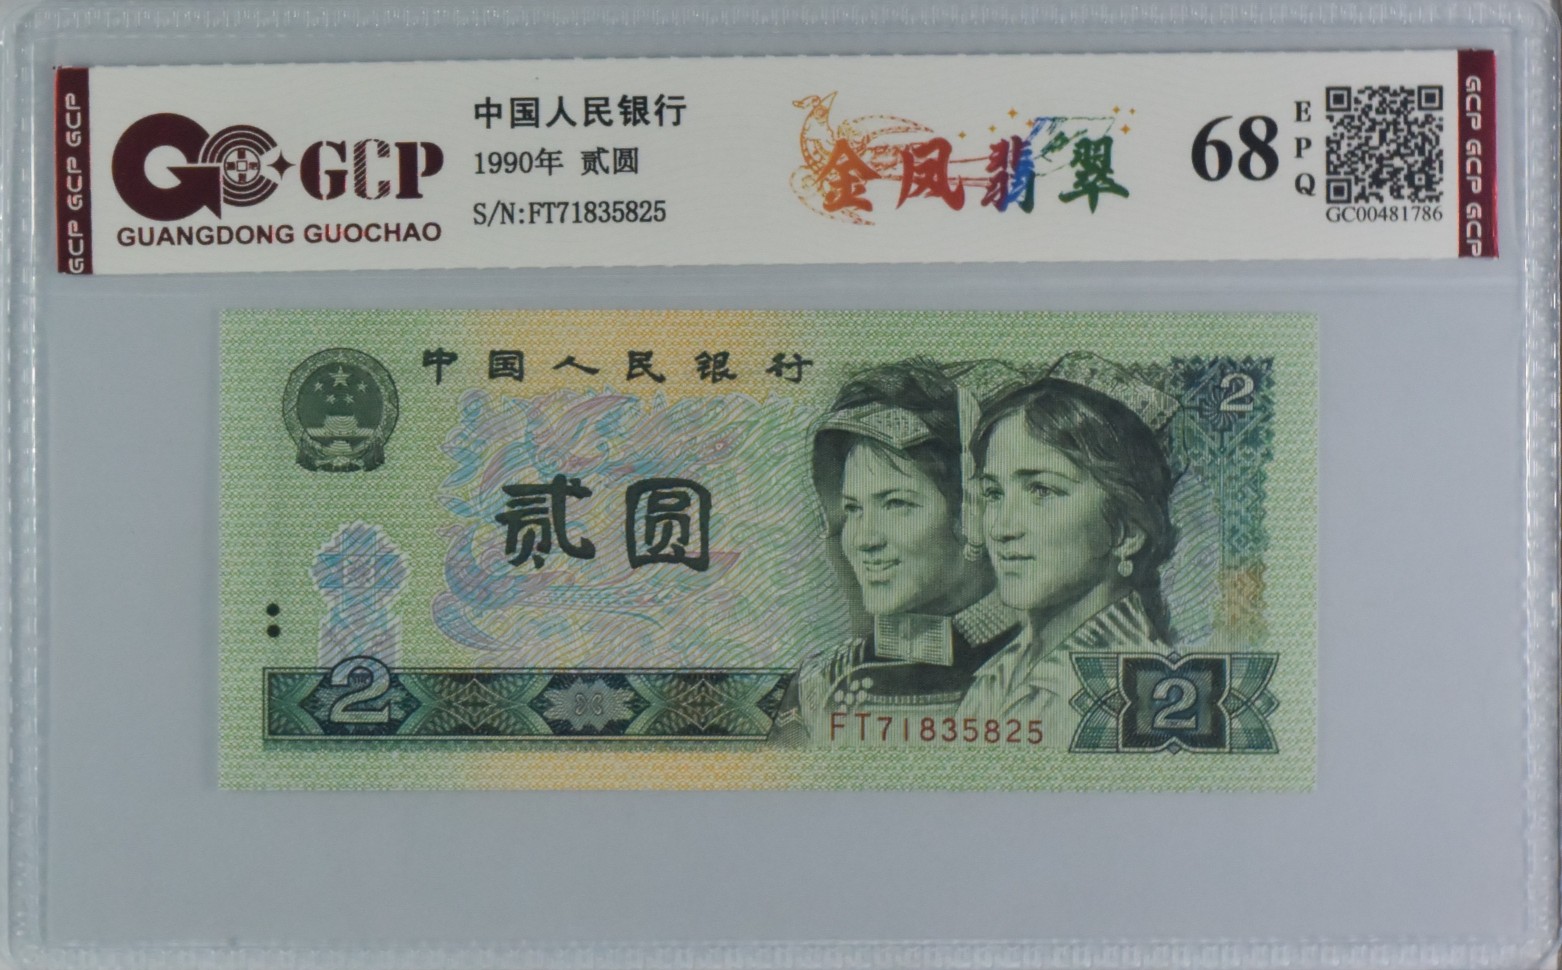 GCP GCP GCP
GCP
GUANGDONG GUOCHAO
中国人民银行
1990年 贰圆
S/N:FT71835825
金凤翡翠
68
EPQ
GC00481786
GCP GCP GCP
中国人民银行
2
贰圆
2
FT71835825
2